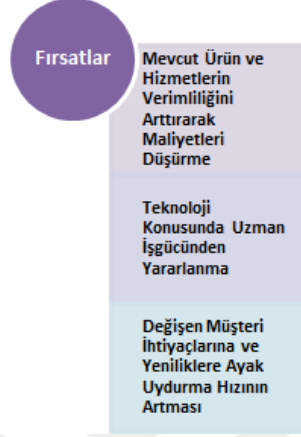 Fırsatlar
Mevcut Ürün ve
Hizmetlerin
Verimliliğini
Arttırarak
Maliyetleri
Düşürme
Teknoloji
Konusunda Uzman
İşgücünden
Yararlanma
Değişen Müşteri
İhtiyaçlarına ve
Yeniliklere Ayak
Uydurma Hızının
Artması